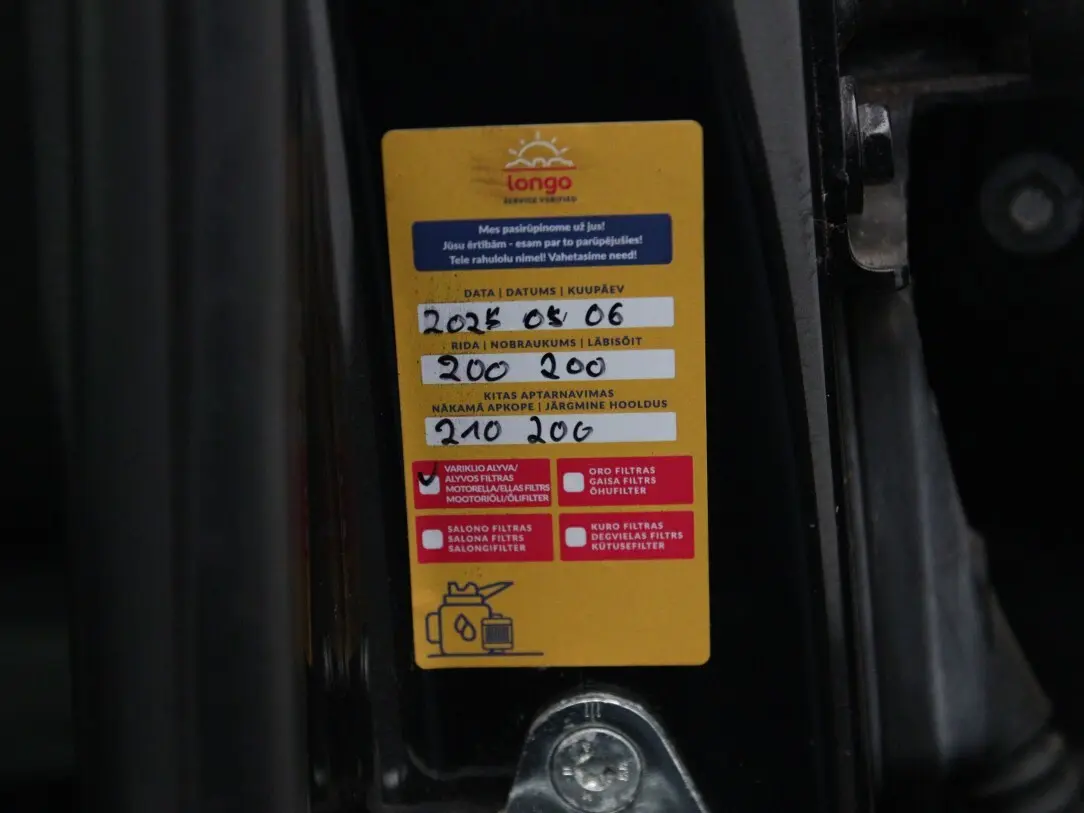 longo
SERVICE VERIFIED
Mes pasirūpinome už jus!
Jūsu ērtībām - esam par to parūpējušies!
Teie rahulolu nimel! Vahetasime need!
DATA | DATUMS | KUUPÄEV
2025 05 06
RIDA | NOBRAUKUMS | LÄBISÕIT
200 200
KITAS APTARNAVIMAS
NĀKAMĀ APKOPE | JÄRGMINE HOOLDUS
210 200
VARIKLIO ALYVA/
ALYVOS FILTRAS
MOTORELLA/ELLAS FILTRS
MOOTORIÕLI/ÕLIFILTER
ORO FILTRAS
GAISA FILTRS
ÕHUFILTER
SALONO FILTRAS
SALONA FILTRS
SALONGIFILTER
KURO FILTRAS
DEGVIELAS FILTRS
KÜTUSEFILTER